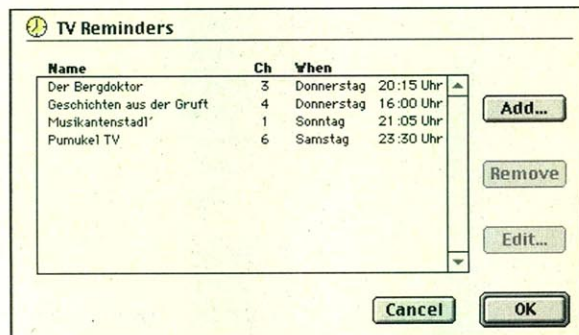 TV Reminders
Name Ch When
Der Bergdoktor 3 Donnerstag 20:15 Uhr
Geschichten aus der Gruft 4 Donnerstag 16:00 Uhr
Musikantenstadl´ 1 Sonntag 21:05 Uhr
Pumukel TV 6 Samstag 23:30 Uhr
Add...
Remove
Edit...
Cancel
OK